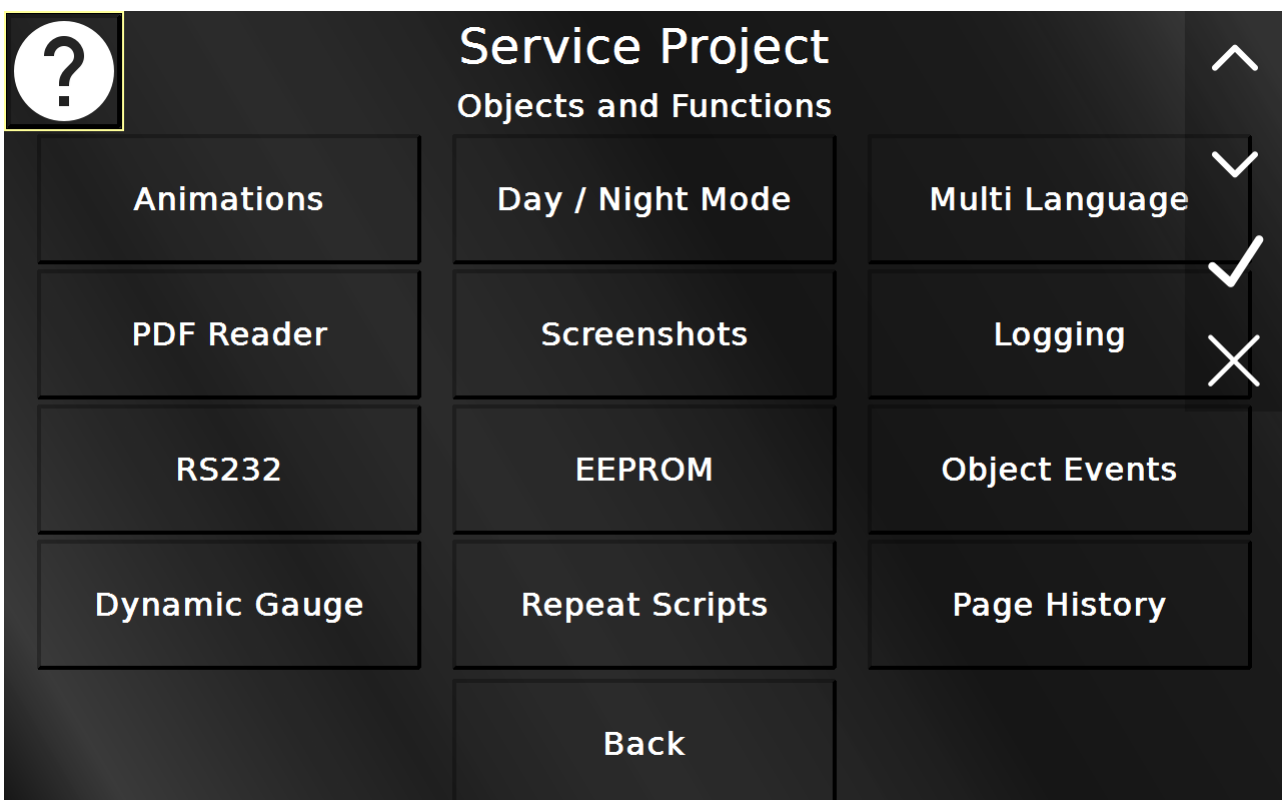 ?
Service Project
Objects and Functions
Animations
Day / Night Mode
Multi Language
PDF Reader
Screenshots
Logging
RS232
EEPROM
Object Events
Dynamic Gauge
Repeat Scripts
Page History
Back